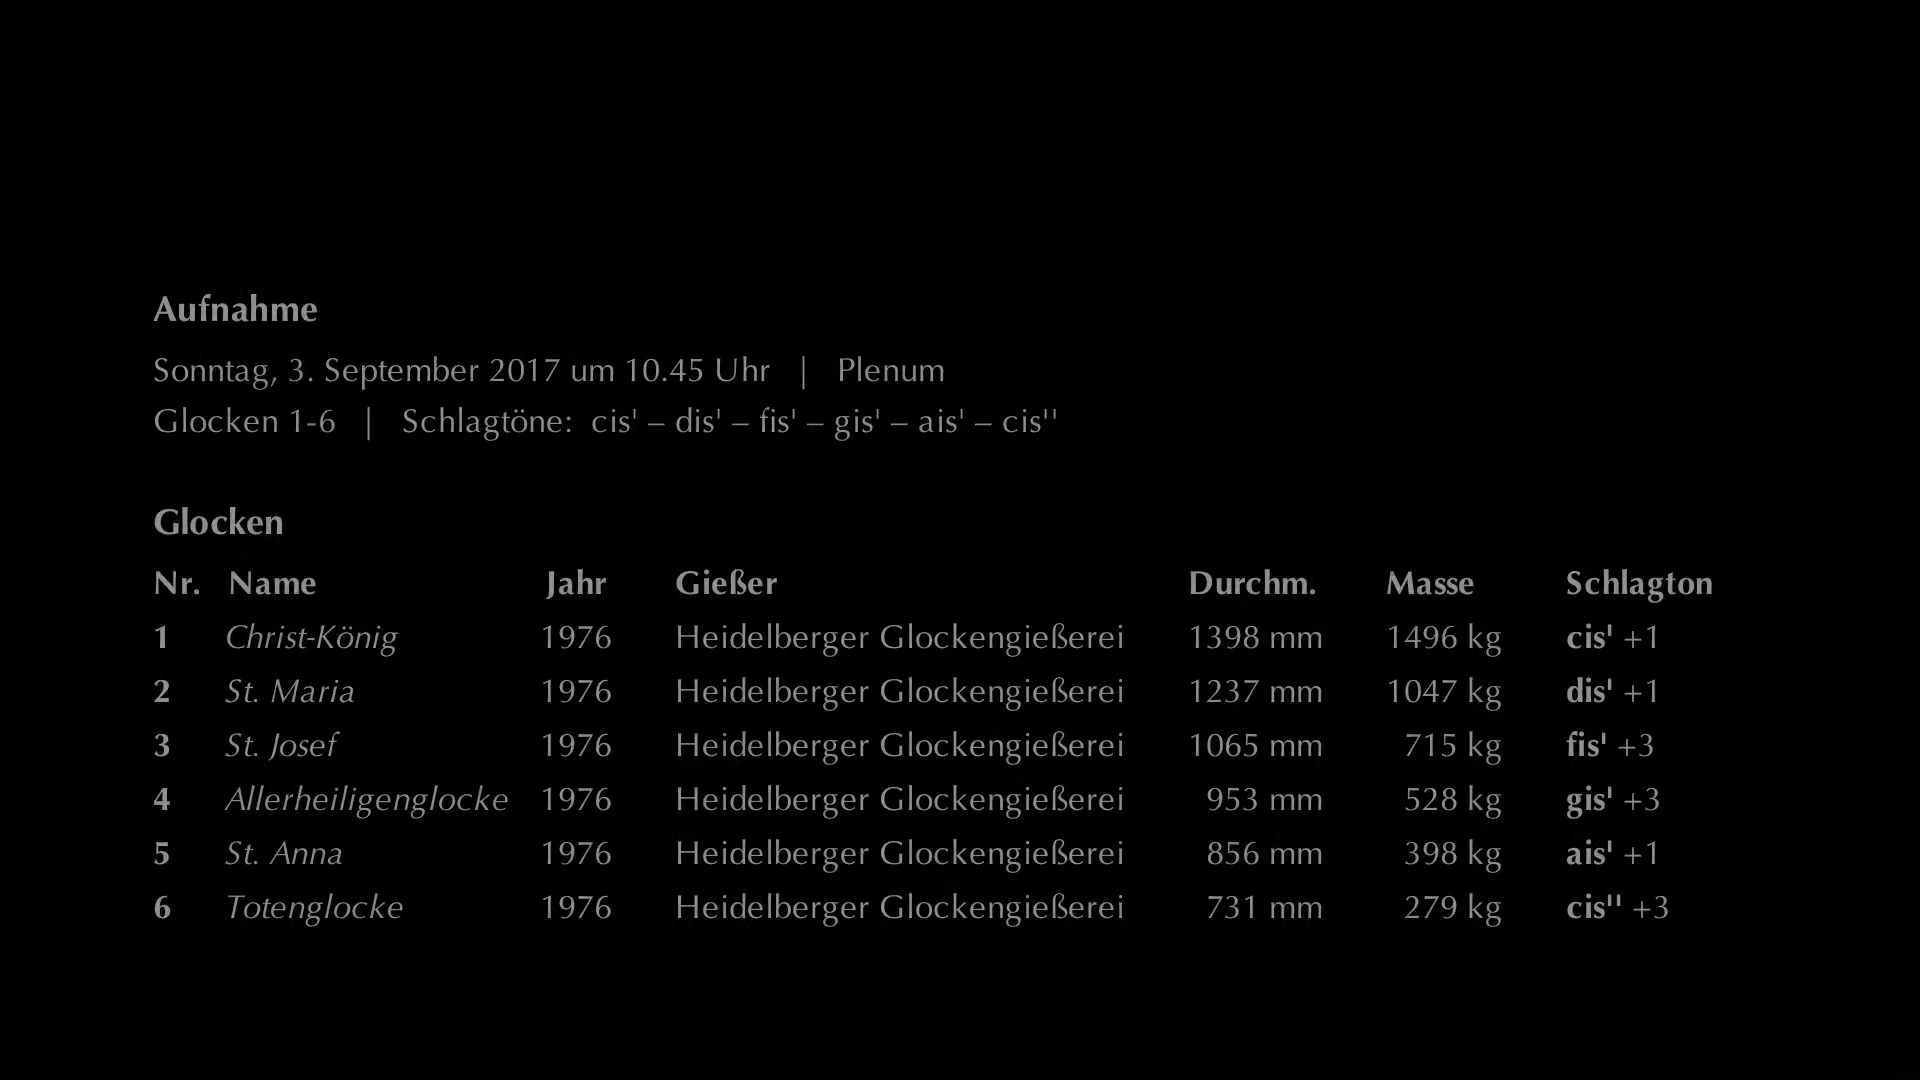 Aufnahme
Sonntag, 3. September 2017 um 10.45 Uhr | Plenum
Glocken 1-6 | Schlagtöne: cis' – dis' – fis' – gis' – ais' – cis''
Glocken
Nr. Name Jahr Gießer Durchm. Masse Schlagton
1 Christ-König 1976 Heidelberger Glockengießerei 1398 mm 1496 kg cis' +1
2 St. Maria 1976 Heidelberger Glockengießerei 1237 mm 1047 kg dis' +1
3 St. Josef 1976 Heidelberger Glockengießerei 1065 mm 715 kg fis' +3
4 Allerheiligenglocke 1976 Heidelberger Glockengießerei 953 mm 528 kg gis' +3
5 St. Anna 1976 Heidelberger Glockengießerei 856 mm 398 kg ais' +1
6 Totenglocke 1976 Heidelberger Glockengießerei 731 mm 279 kg cis'' +3